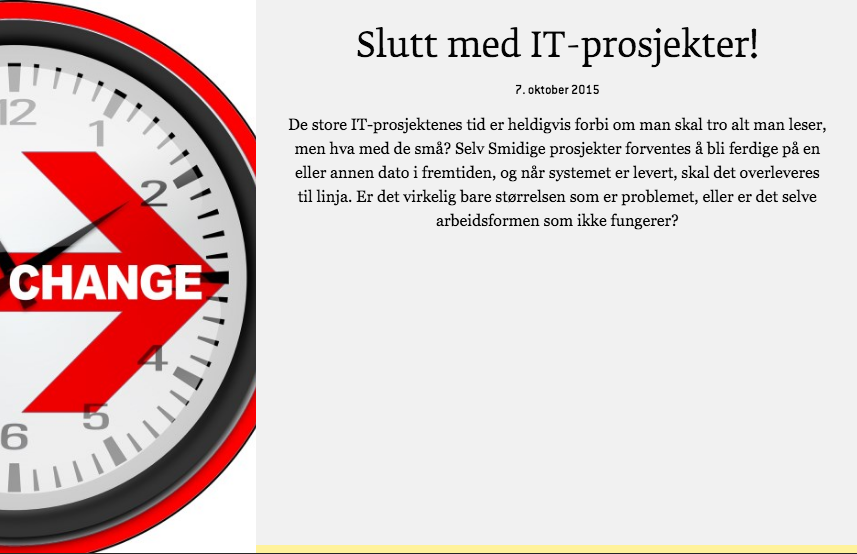 Slutt med IT-prosjekter!
7. oktober 2015
De store IT-prosjektenes tid er heldigvis forbi om man skal tro alt man leser,
men hva med de små? Selv Smidige prosjekter forventes å bli ferdige på en
eller annen dato i fremtiden, og når systemet er levert, skal det overleveres
til linja. Er det virkelig bare størrelsen som er problemet, eller er det selve
arbeidsformen som ikke fungerer?
12
1
2
CHANGE
4
5
6